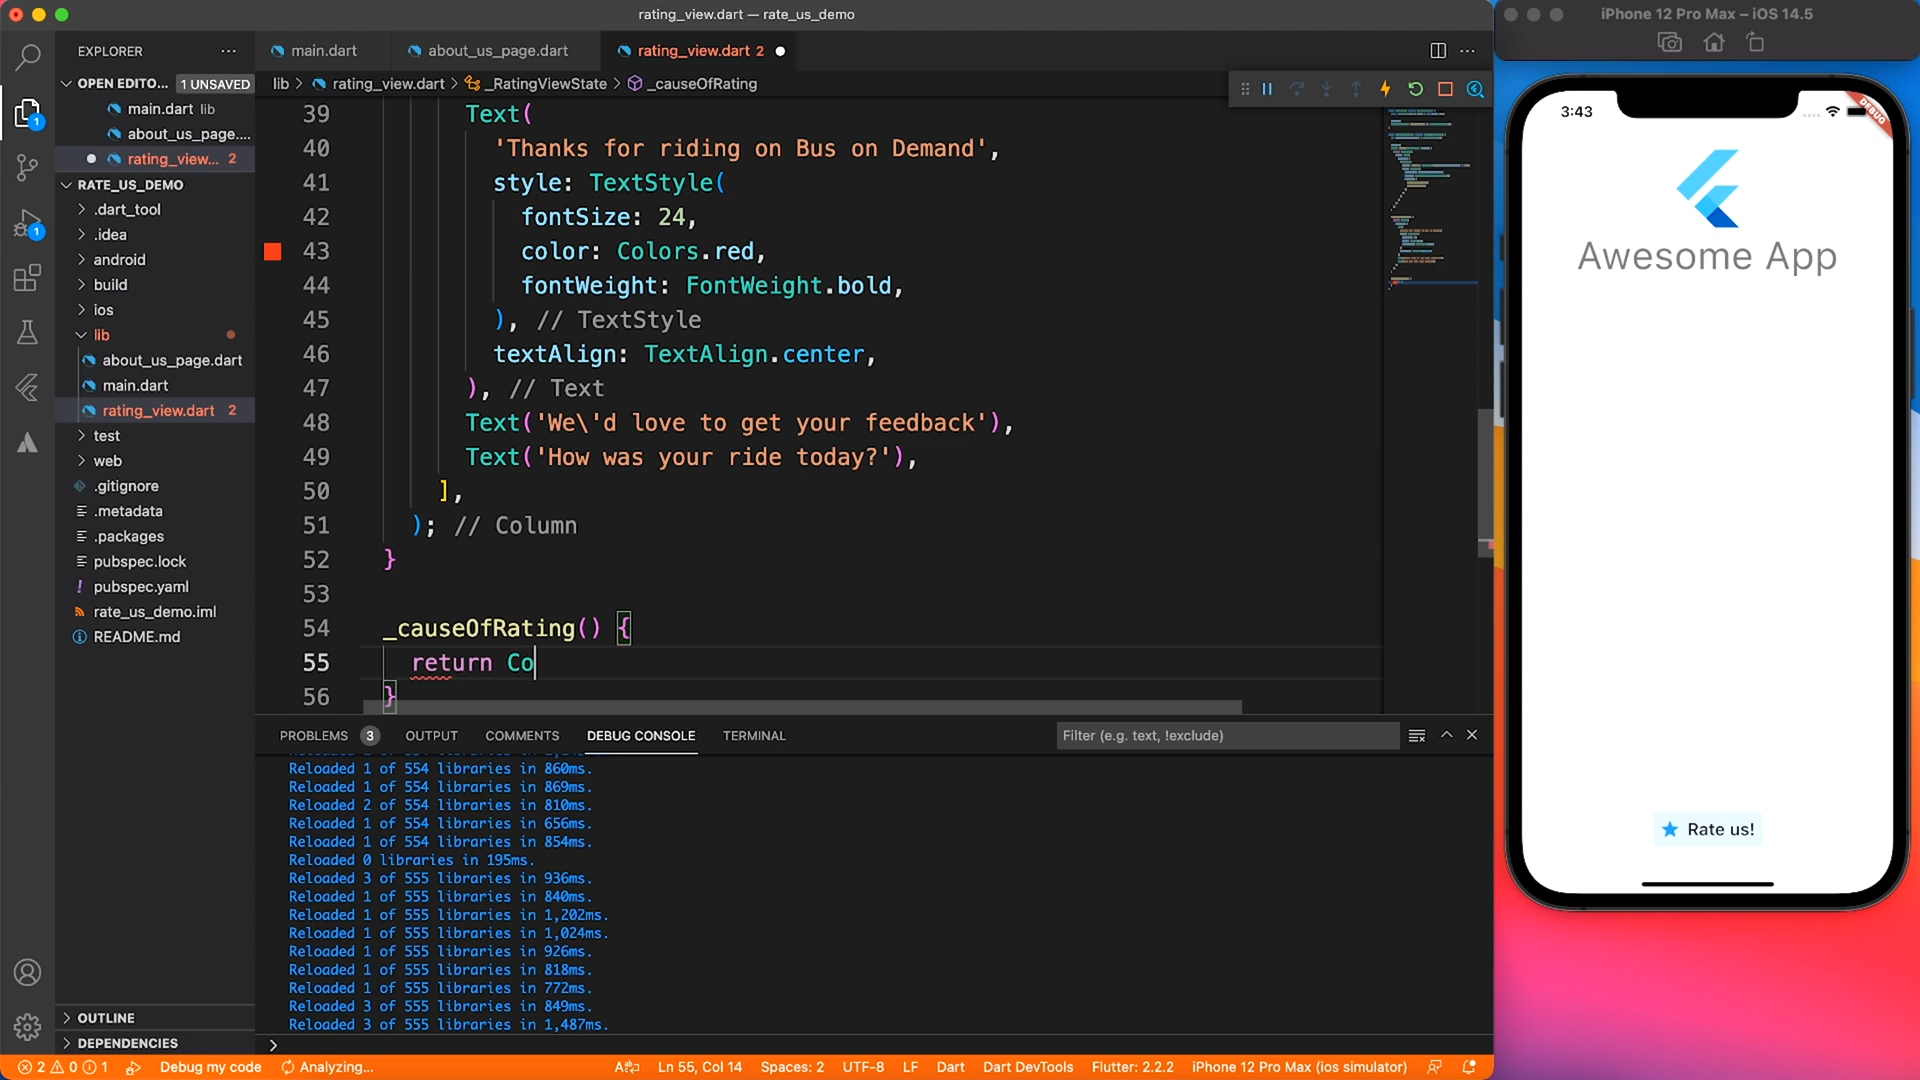 rating_view.dart — rate_us_demo
iPhone 12 Pro Max – iOS 14.5
EXPLORER
main.dart
about_us_page.dart
rating_view.dart 2
OPEN EDITO... 1 UNSAVED
lib > rating_view.dart > _RatingViewState > _causeOfRating
main.dart lib
about_us_page....
rating_view... 2
RATE_US_DEMO
.dart_tool
.idea
android
build
ios
lib
about_us_page.dart
main.dart
rating_view.dart 2
test
web
.gitignore
.metadata
.packages
pubspec.lock
pubspec.yaml
rate_us_demo.iml
README.md
OUTLINE
DEPENDENCIES
1
1
39 Text(
40 'Thanks for riding on Bus on Demand',
41 style: TextStyle(
42 fontSize: 24,
43 color: Colors.red,
44 fontWeight: FontWeight.bold,
45 ), // TextStyle
46 textAlign: TextAlign.center,
47 ), // Text
48 Text('We\'d love to get your feedback'),
49 Text('How was your ride today?'),
50 ],
51 ); // Column
52 }
53
54 _causeOfRating() {
55 return Co
56 }
PROBLEMS 3 OUTPUT COMMENTS DEBUG CONSOLE TERMINAL
Filter (e.g. text, !exclude)
Reloaded 1 of 554 libraries in 860ms.
Reloaded 1 of 554 libraries in 869ms.
Reloaded 2 of 554 libraries in 810ms.
Reloaded 1 of 554 libraries in 656ms.
Reloaded 1 of 554 libraries in 854ms.
Reloaded 0 libraries in 195ms.
Reloaded 3 of 555 libraries in 936ms.
Reloaded 1 of 555 libraries in 840ms.
Reloaded 1 of 555 libraries in 1,202ms.
Reloaded 1 of 555 libraries in 1,024ms.
Reloaded 1 of 555 libraries in 926ms.
Reloaded 1 of 555 libraries in 818ms.
Reloaded 1 of 555 libraries in 772ms.
Reloaded 3 of 555 libraries in 849ms.
Reloaded 3 of 555 libraries in 1,487ms.
2 0 1 Debug my code Analyzing... Ln 55, Col 14 Spaces: 2 UTF-8 LF Dart Dart DevTools Flutter: 2.2.2 iPhone 12 Pro Max (ios simulator)
3:43
DEBUG
Awesome App
Rate us!